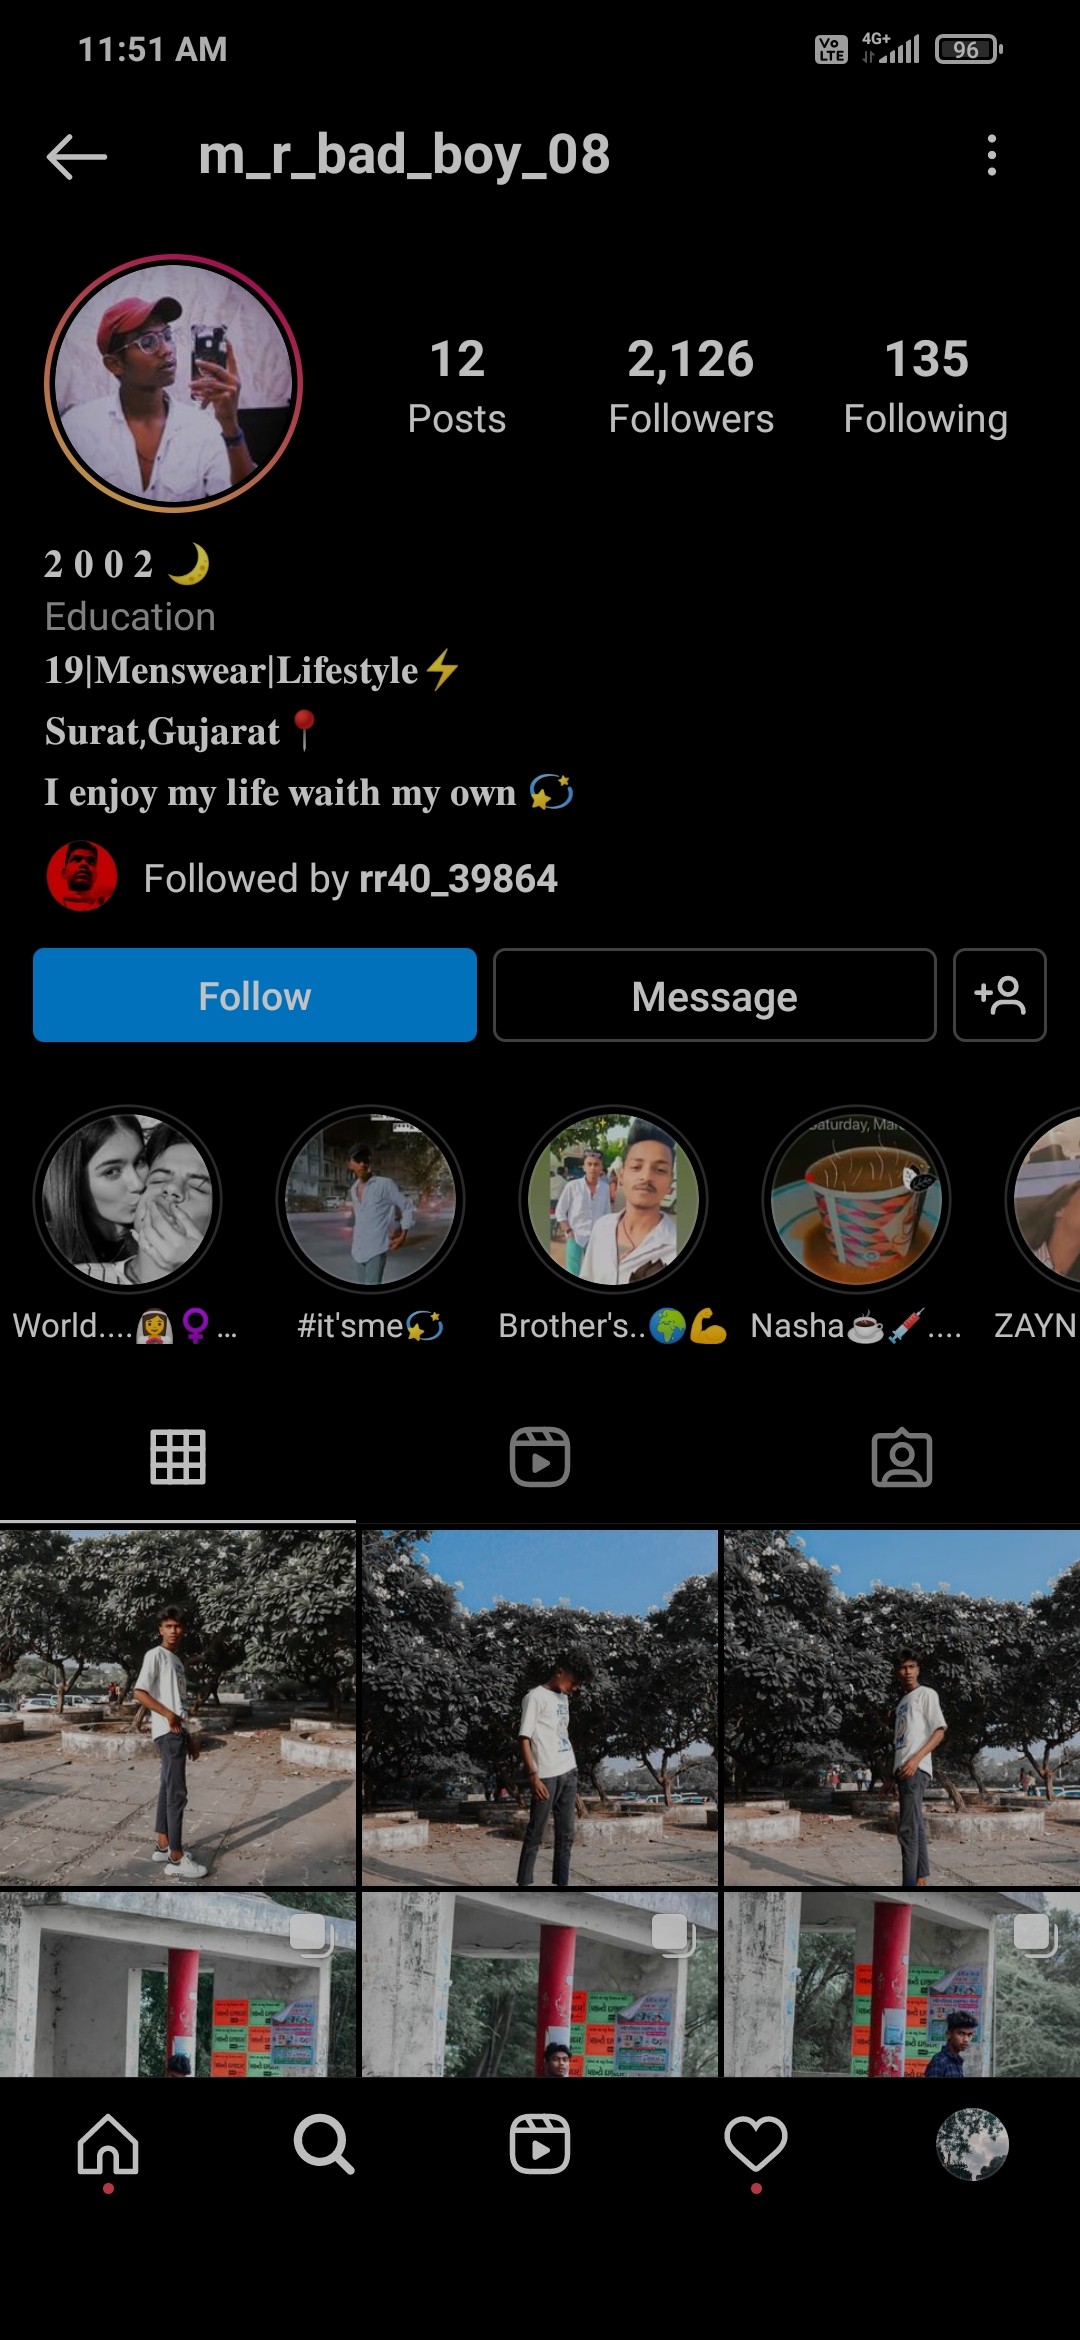 11:51 AM
Vo LTE 4G+ 96
m_r_bad_boy_08
12 2,126 135
Posts Followers Following
2 0 0 2 🌙
Education
19|Menswear|Lifestyle⚡
Surat,Gujarat📍
I enjoy my life waith my own 💫
Followed by rr40_39864
Follow Message
Saturday, Mar
World....👰♀... #it'sme💫 Brother's..🌍💪 Nasha☕💉.... ZAYN